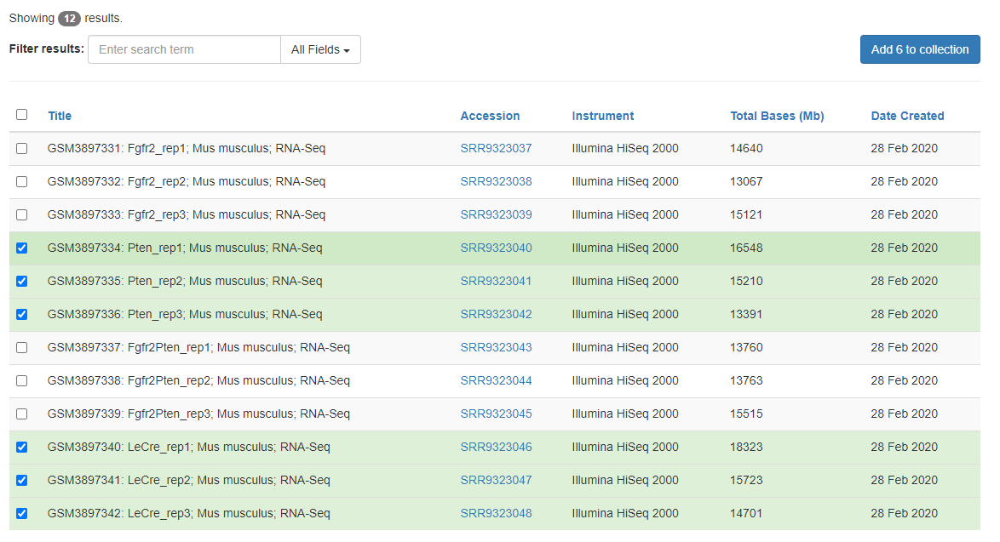 Showing 12 results.
Filter results: Enter search term All Fields Add 6 to collection
Title Accession Instrument Total Bases (Mb) Date Created
GSM3897331: Fgfr2_rep1; Mus musculus; RNA-Seq SRR9323037 Illumina HiSeq 2000 14640 28 Feb 2020
GSM3897332: Fgfr2_rep2; Mus musculus; RNA-Seq SRR9323038 Illumina HiSeq 2000 13067 28 Feb 2020
GSM3897333: Fgfr2_rep3; Mus musculus; RNA-Seq SRR9323039 Illumina HiSeq 2000 15121 28 Feb 2020
GSM3897334: Pten_rep1; Mus musculus; RNA-Seq SRR9323040 Illumina HiSeq 2000 16548 28 Feb 2020
GSM3897335: Pten_rep2; Mus musculus; RNA-Seq SRR9323041 Illumina HiSeq 2000 15210 28 Feb 2020
GSM3897336: Pten_rep3; Mus musculus; RNA-Seq SRR9323042 Illumina HiSeq 2000 13391 28 Feb 2020
GSM3897337: Fgfr2Pten_rep1; Mus musculus; RNA-Seq SRR9323043 Illumina HiSeq 2000 13760 28 Feb 2020
GSM3897338: Fgfr2Pten_rep2; Mus musculus; RNA-Seq SRR9323044 Illumina HiSeq 2000 13763 28 Feb 2020
GSM3897339: Fgfr2Pten_rep3; Mus musculus; RNA-Seq SRR9323045 Illumina HiSeq 2000 15515 28 Feb 2020
GSM3897340: LeCre_rep1; Mus musculus; RNA-Seq SRR9323046 Illumina HiSeq 2000 18323 28 Feb 2020
GSM3897341: LeCre_rep2; Mus musculus; RNA-Seq SRR9323047 Illumina HiSeq 2000 15723 28 Feb 2020
GSM3897342: LeCre_rep3; Mus musculus; RNA-Seq SRR9323048 Illumina HiSeq 2000 14701 28 Feb 2020